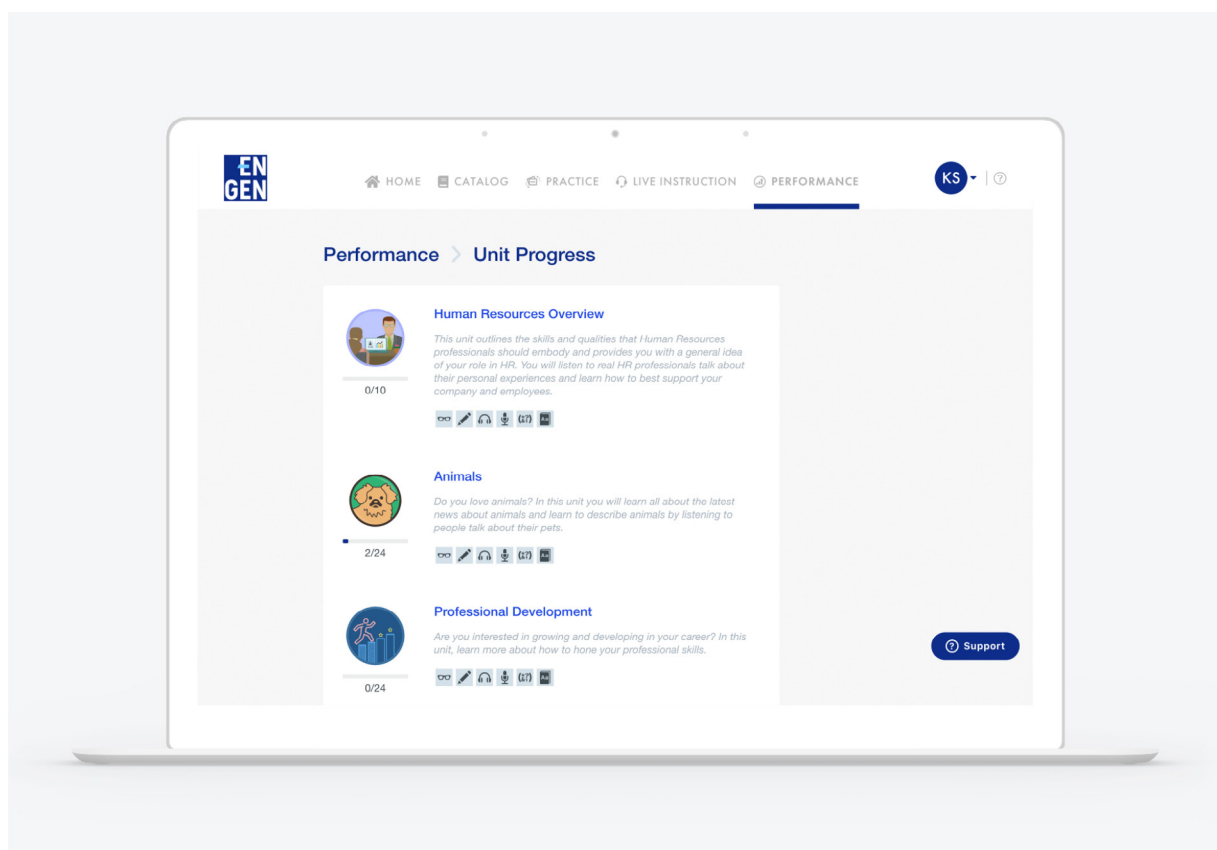 EN
GEN
HOME CATALOG PRACTICE LIVE INSTRUCTION PERFORMANCE
KS
Performance > Unit Progress
Human Resources Overview
This unit outlines the skills and qualities that Human Resources
professionals should embody and provides you with a general idea
of your role in HR. You will listen to real HR professionals talk about
their personal experiences and learn how to best support your
company and employees.
0/10
Animals
Do you love animals? In this unit you will learn all about the latest
news about animals and learn to describe animals by listening to
people talk about their pets.
2/24
Professional Development
Are you interested in growing and developing in your career? In this
unit, learn more about how to hone your professional skills.
0/24
? Support